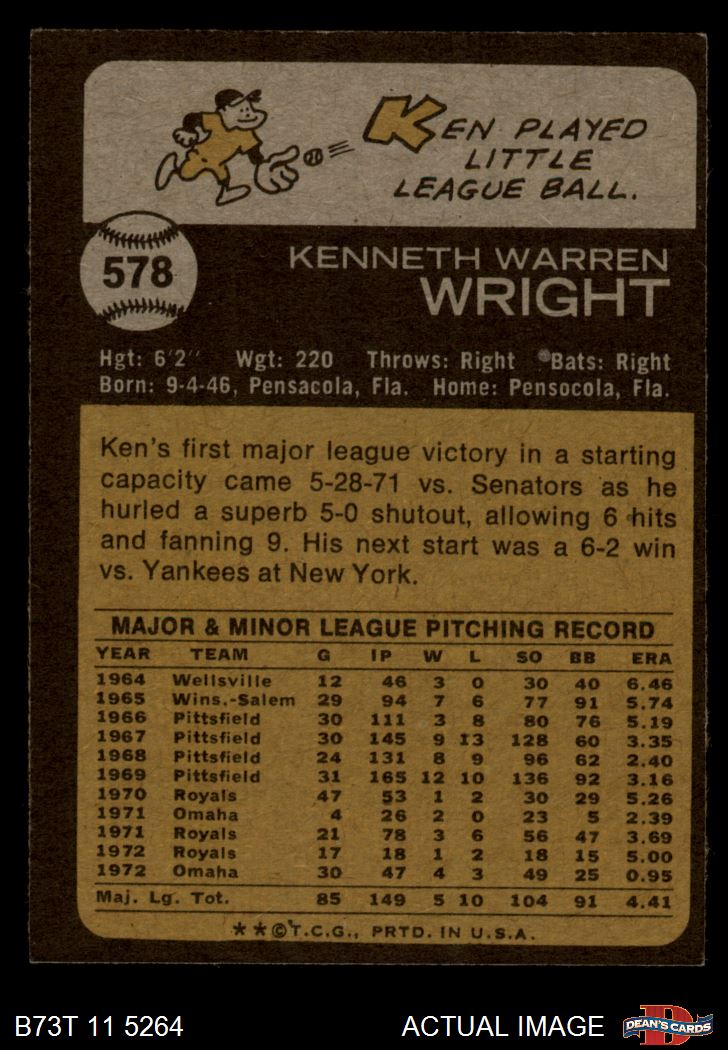 KEN PLAYED
LITTLE
LEAGUE BALL.
578
KENNETH WARREN
WRIGHT
Hgt: 6'2" Wgt: 220 Throws: Right Bats: Right
Born: 9-4-46, Pensacola, Fla. Home: Pensocola, Fla.
Ken's first major league victory in a starting
capacity came 5-28-71 vs. Senators as he
hurled a superb 5-0 shutout, allowing 6 hits
and fanning 9. His next start was a 6-2 win
vs. Yankees at New York.
MAJOR & MINOR LEAGUE PITCHING RECORD
YEAR TEAM G IP W L SO BB ERA
1964 Wellsville 12 46 3 0 30 40 6.46
1965 Wins.-Salem 29 94 7 6 77 91 5.74
1966 Pittsfield 30 111 3 8 80 76 5.19
1967 Pittsfield 30 145 9 13 128 60 3.35
1968 Pittsfield 24 131 8 9 96 62 2.40
1969 Pittsfield 31 165 12 10 136 92 3.16
1970 Royals 47 53 1 2 30 29 5.26
1971 Omaha 4 26 2 0 23 5 2.39
1971 Royals 21 78 3 6 56 47 3.69
1972 Royals 17 18 1 2 18 15 5.00
1972 Omaha 30 47 4 3 49 25 0.95
Maj. Lg. Tot. 85 149 5 10 104 91 4.41
**©T.C.G., PRTD. IN U.S.A.
B73T 11 5264 ACTUAL IMAGE
D
DEAN'S CARDS